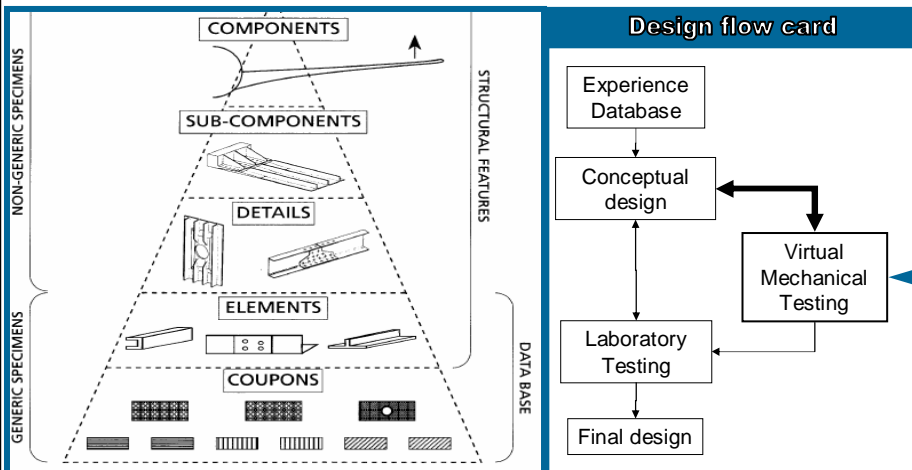 COMPONENTS
SUB-COMPONENTS
DETAILS
ELEMENTS
COUPONS
NON-GENERIC SPECIMENS
GENERIC SPECIMENS
STRUCTURAL FEATURES
DATA BASE
Design flow card
Experience
Database
Conceptual
design
Virtual
Mechanical
Testing
Laboratory
Testing
Final design